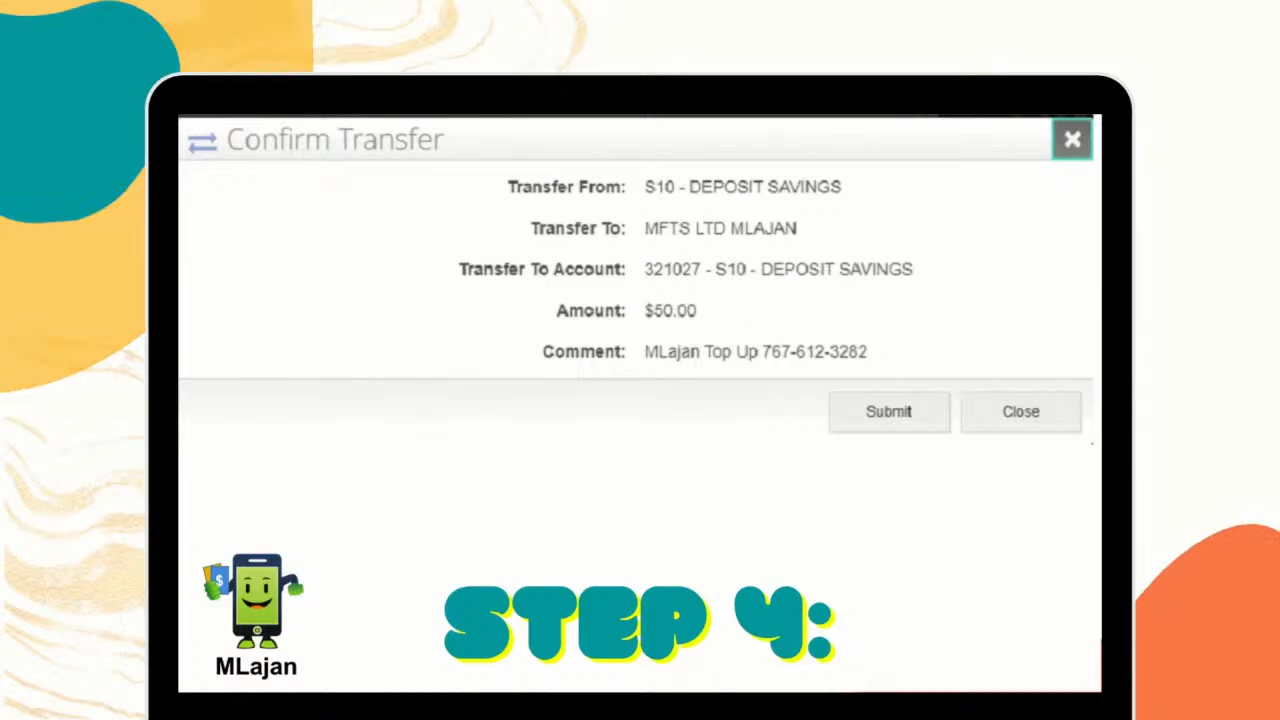 Confirm Transfer
Transfer From: S10 - DEPOSIT SAVINGS
Transfer To: MFTS LTD MLAJAN
Transfer To Account: 321027 - S10 - DEPOSIT SAVINGS
Amount: $50.00
Comment: MLajan Top Up 767-612-3282
Submit Close
$
MLajan
STEP 4: